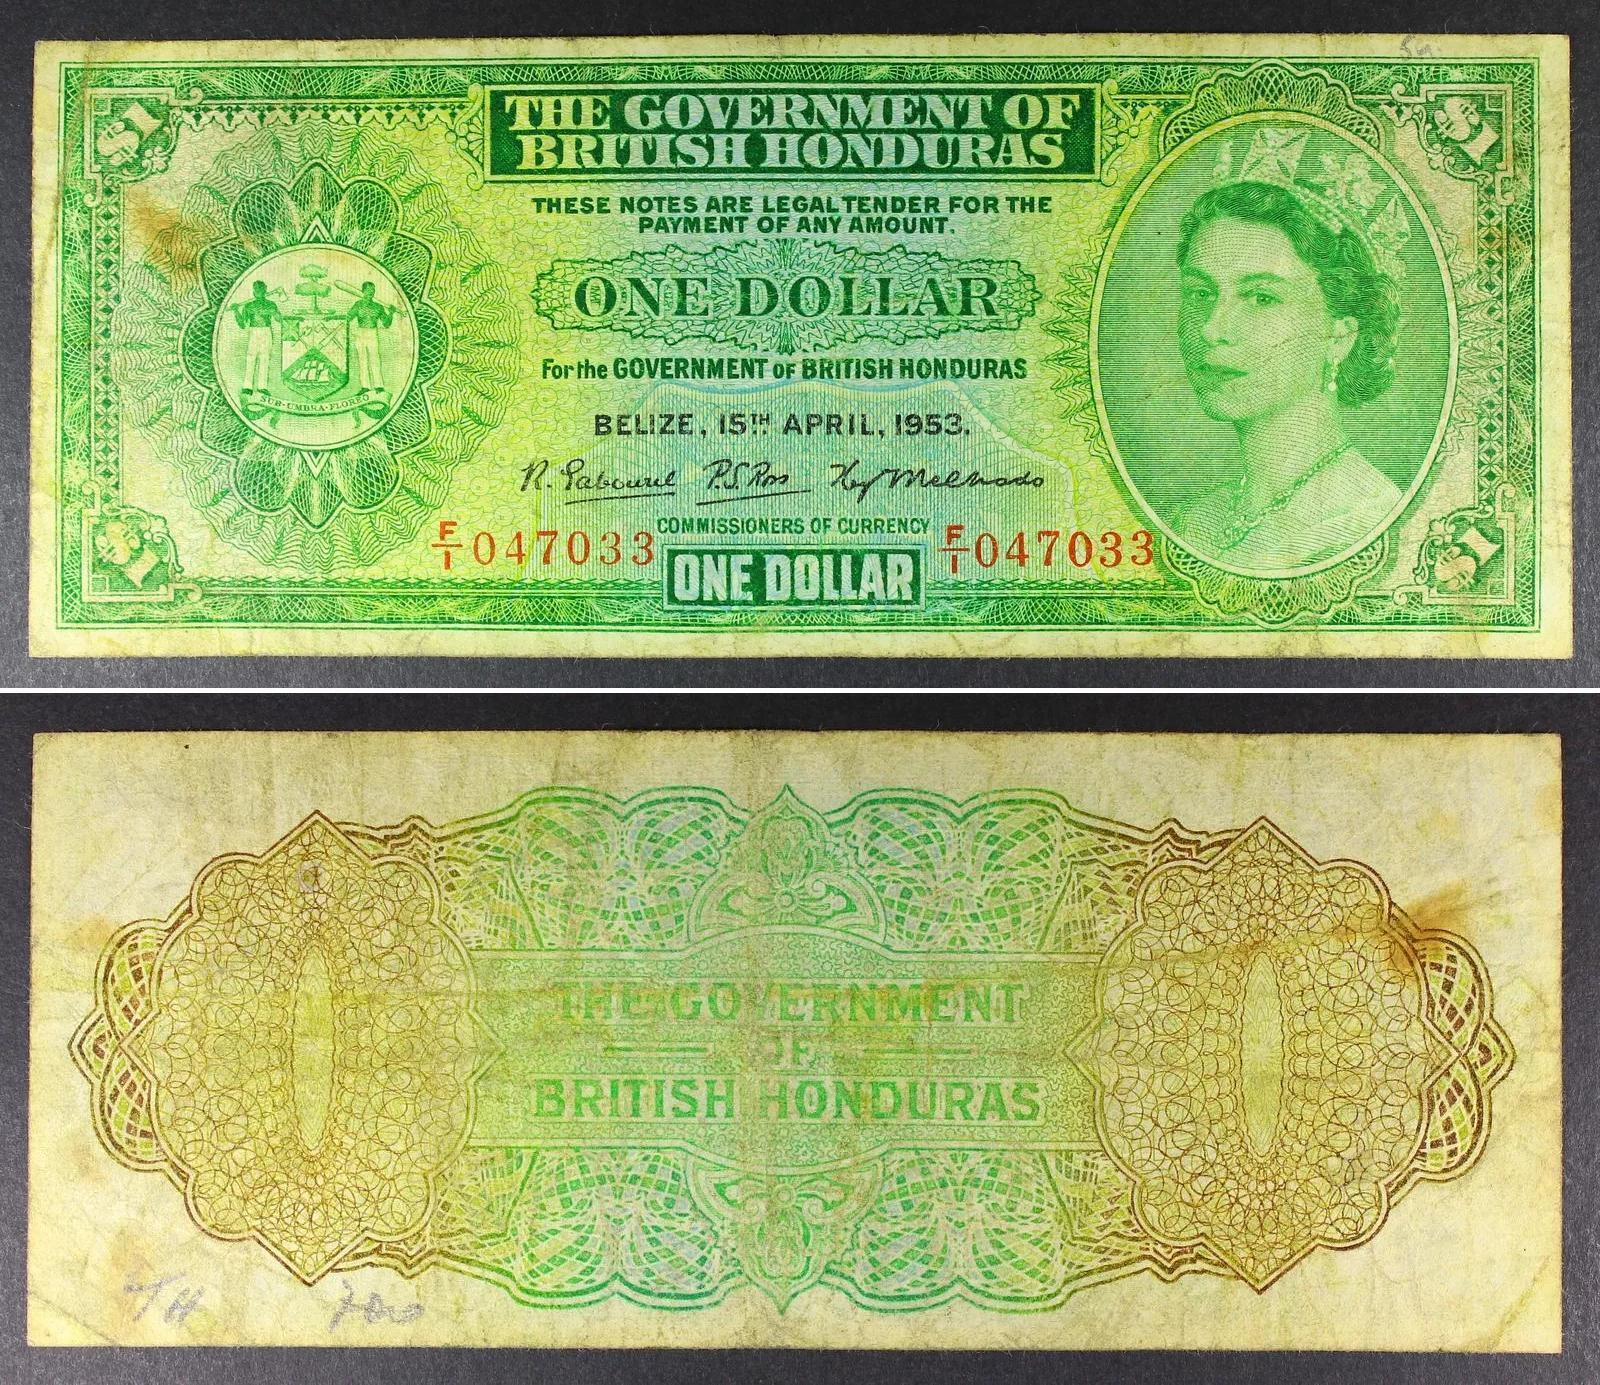 $1
$1
THE GOVERNMENT OF
BRITISH HONDURAS
THESE NOTES ARE LEGAL TENDER FOR THE
PAYMENT OF ANY AMOUNT.
ONE DOLLAR
For the GOVERNMENT OF BRITISH HONDURAS
BELIZE, 15TH APRIL, 1953.
SUB·UMBRA·FLOREO
R. P.S. Ross Melhado
COMMISSIONERS OF CURRENCY
F/1 047033
F/1 047033
ONE DOLLAR
$1
$1
THE GOVERNMENT
OF
BRITISH HONDURAS